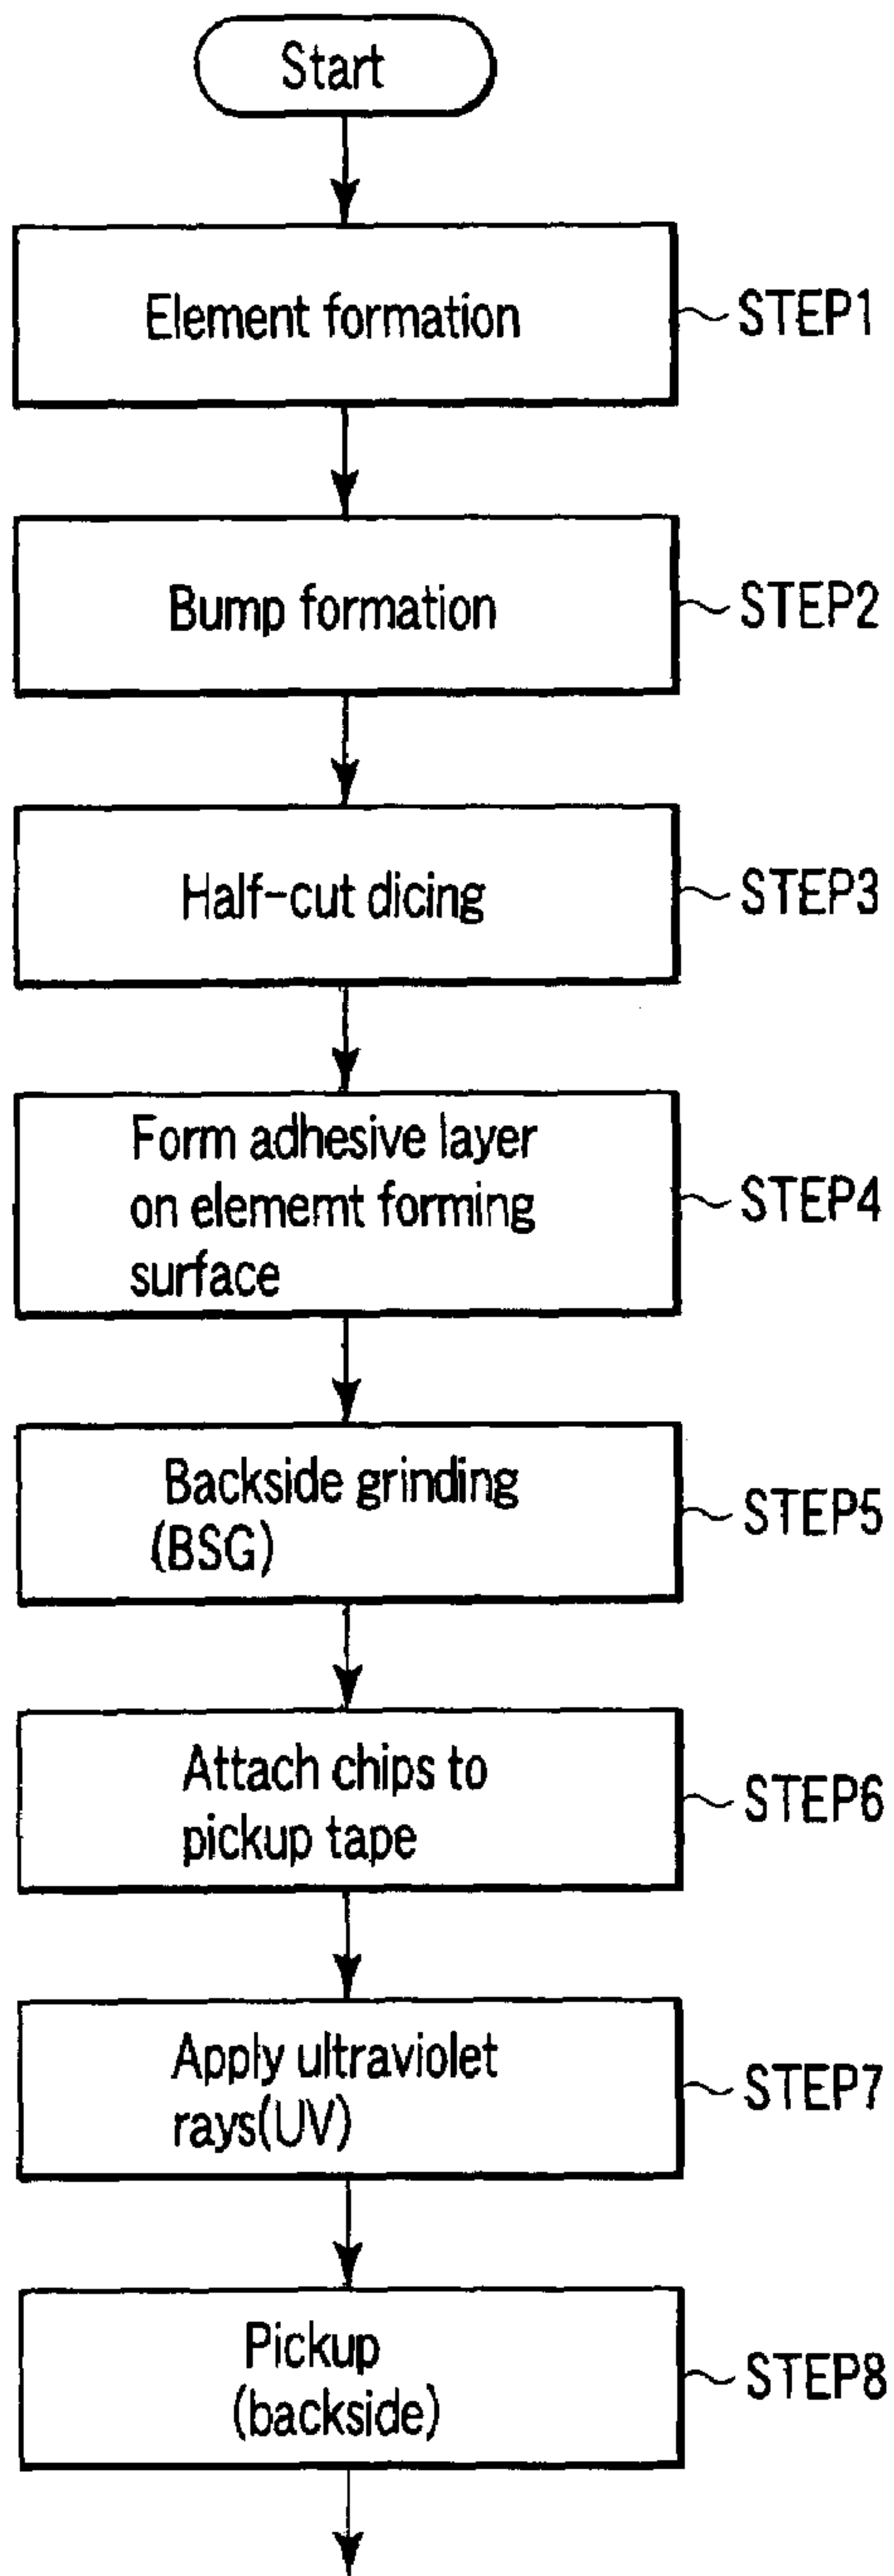 Start
Element formation
STEP1
Bump formation
STEP2
Half-cut dicing
STEP3
Form adhesive layer
on elememt forming
surface
STEP4
Backside grinding
(BSG)
STEP5
Attach chips to
pickup tape
STEP6
Apply ultraviolet
rays(UV)
STEP7
Pickup
(backside)
STEP8